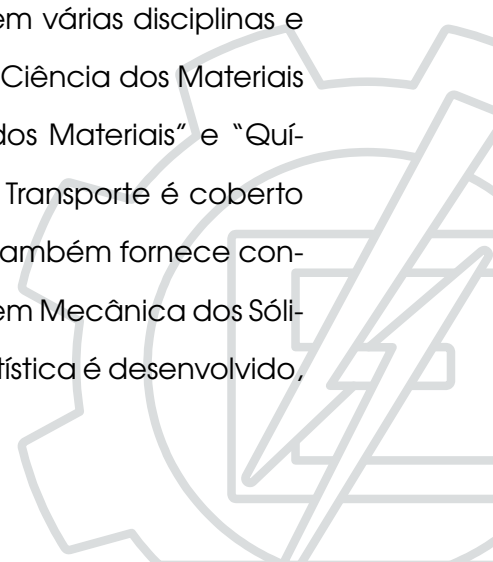 em várias disciplinas e
Ciência dos Materiais
dos Materiais” e “Quí-
Transporte é coberto
também fornece con-
em Mecânica dos Sóli-
tística é desenvolvido,